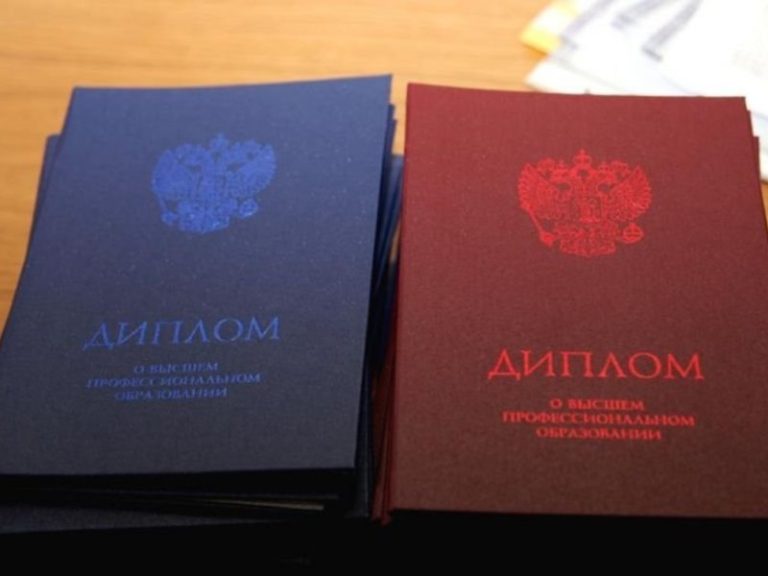 ДИПЛОМ
О ВЫСШЕМ
ПРОФЕССИОНАЛЬНОМ
ОБРАЗОВАНИИ
ДИПЛОМ
О ВЫСШЕМ
ПРОФЕССИОНАЛЬНОМ
ОБРАЗОВАНИИ